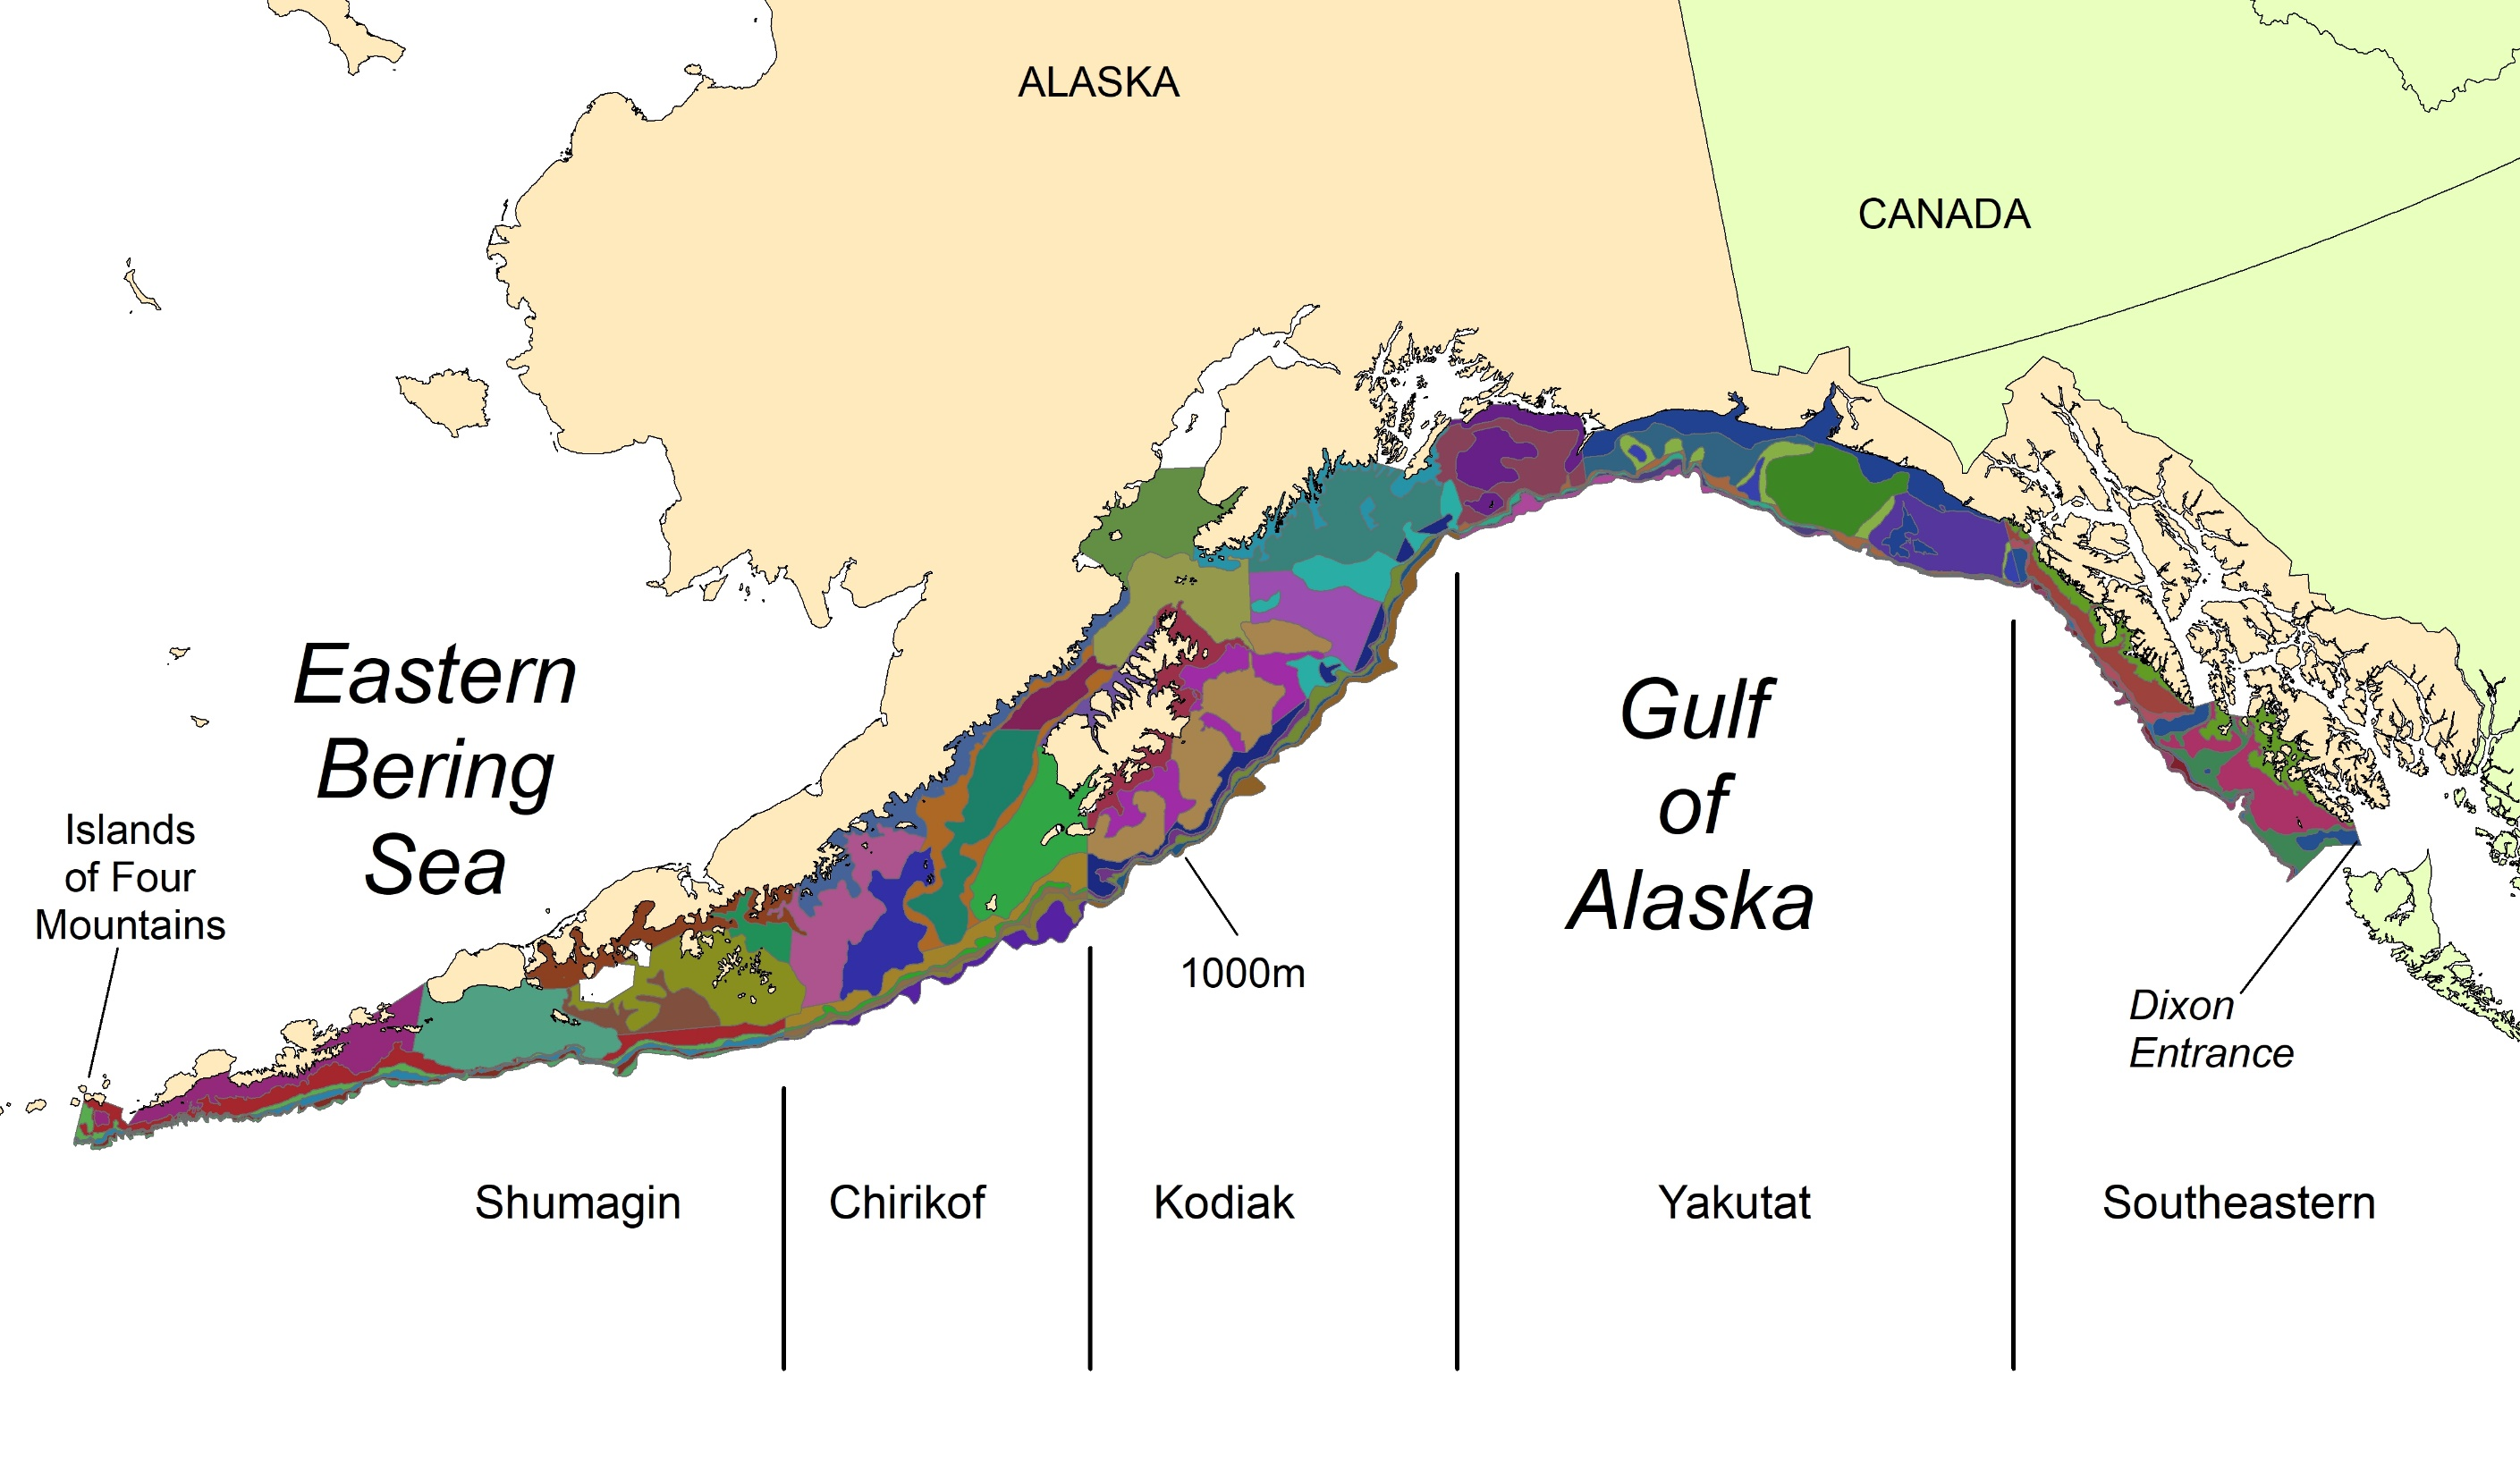 ALASKA
CANADA
Eastern
Bering
Sea
Gulf
of
Alaska
Islands
of Four
Mountains
1000m
Dixon
Entrance
Shumagin
Chirikof
Kodiak
Yakutat
Southeastern